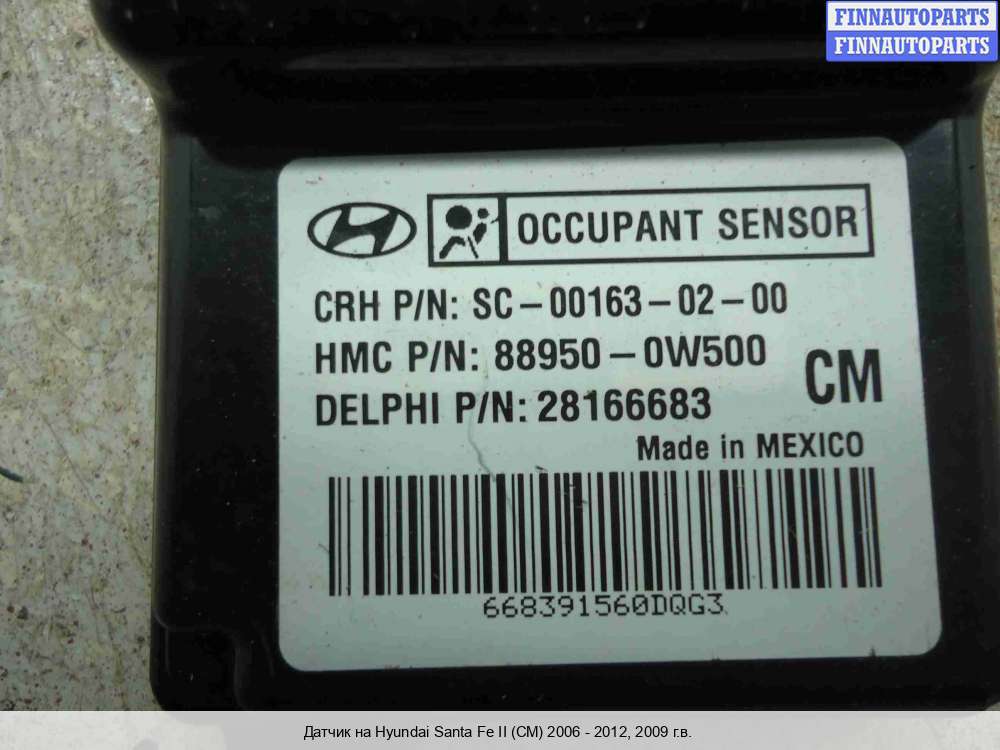 FINNAUTOPARTS
FINNAUTOPARTS
OCCUPANT SENSOR
CRH P/N: SC-00163-02-00
HMC P/N: 88950-0W500
CM
DELPHI P/N: 28166683
Made in MEXICO
668391560DQG3
Датчик на Hyundai Santa Fe II (CM) 2006 - 2012, 2009 г.в.